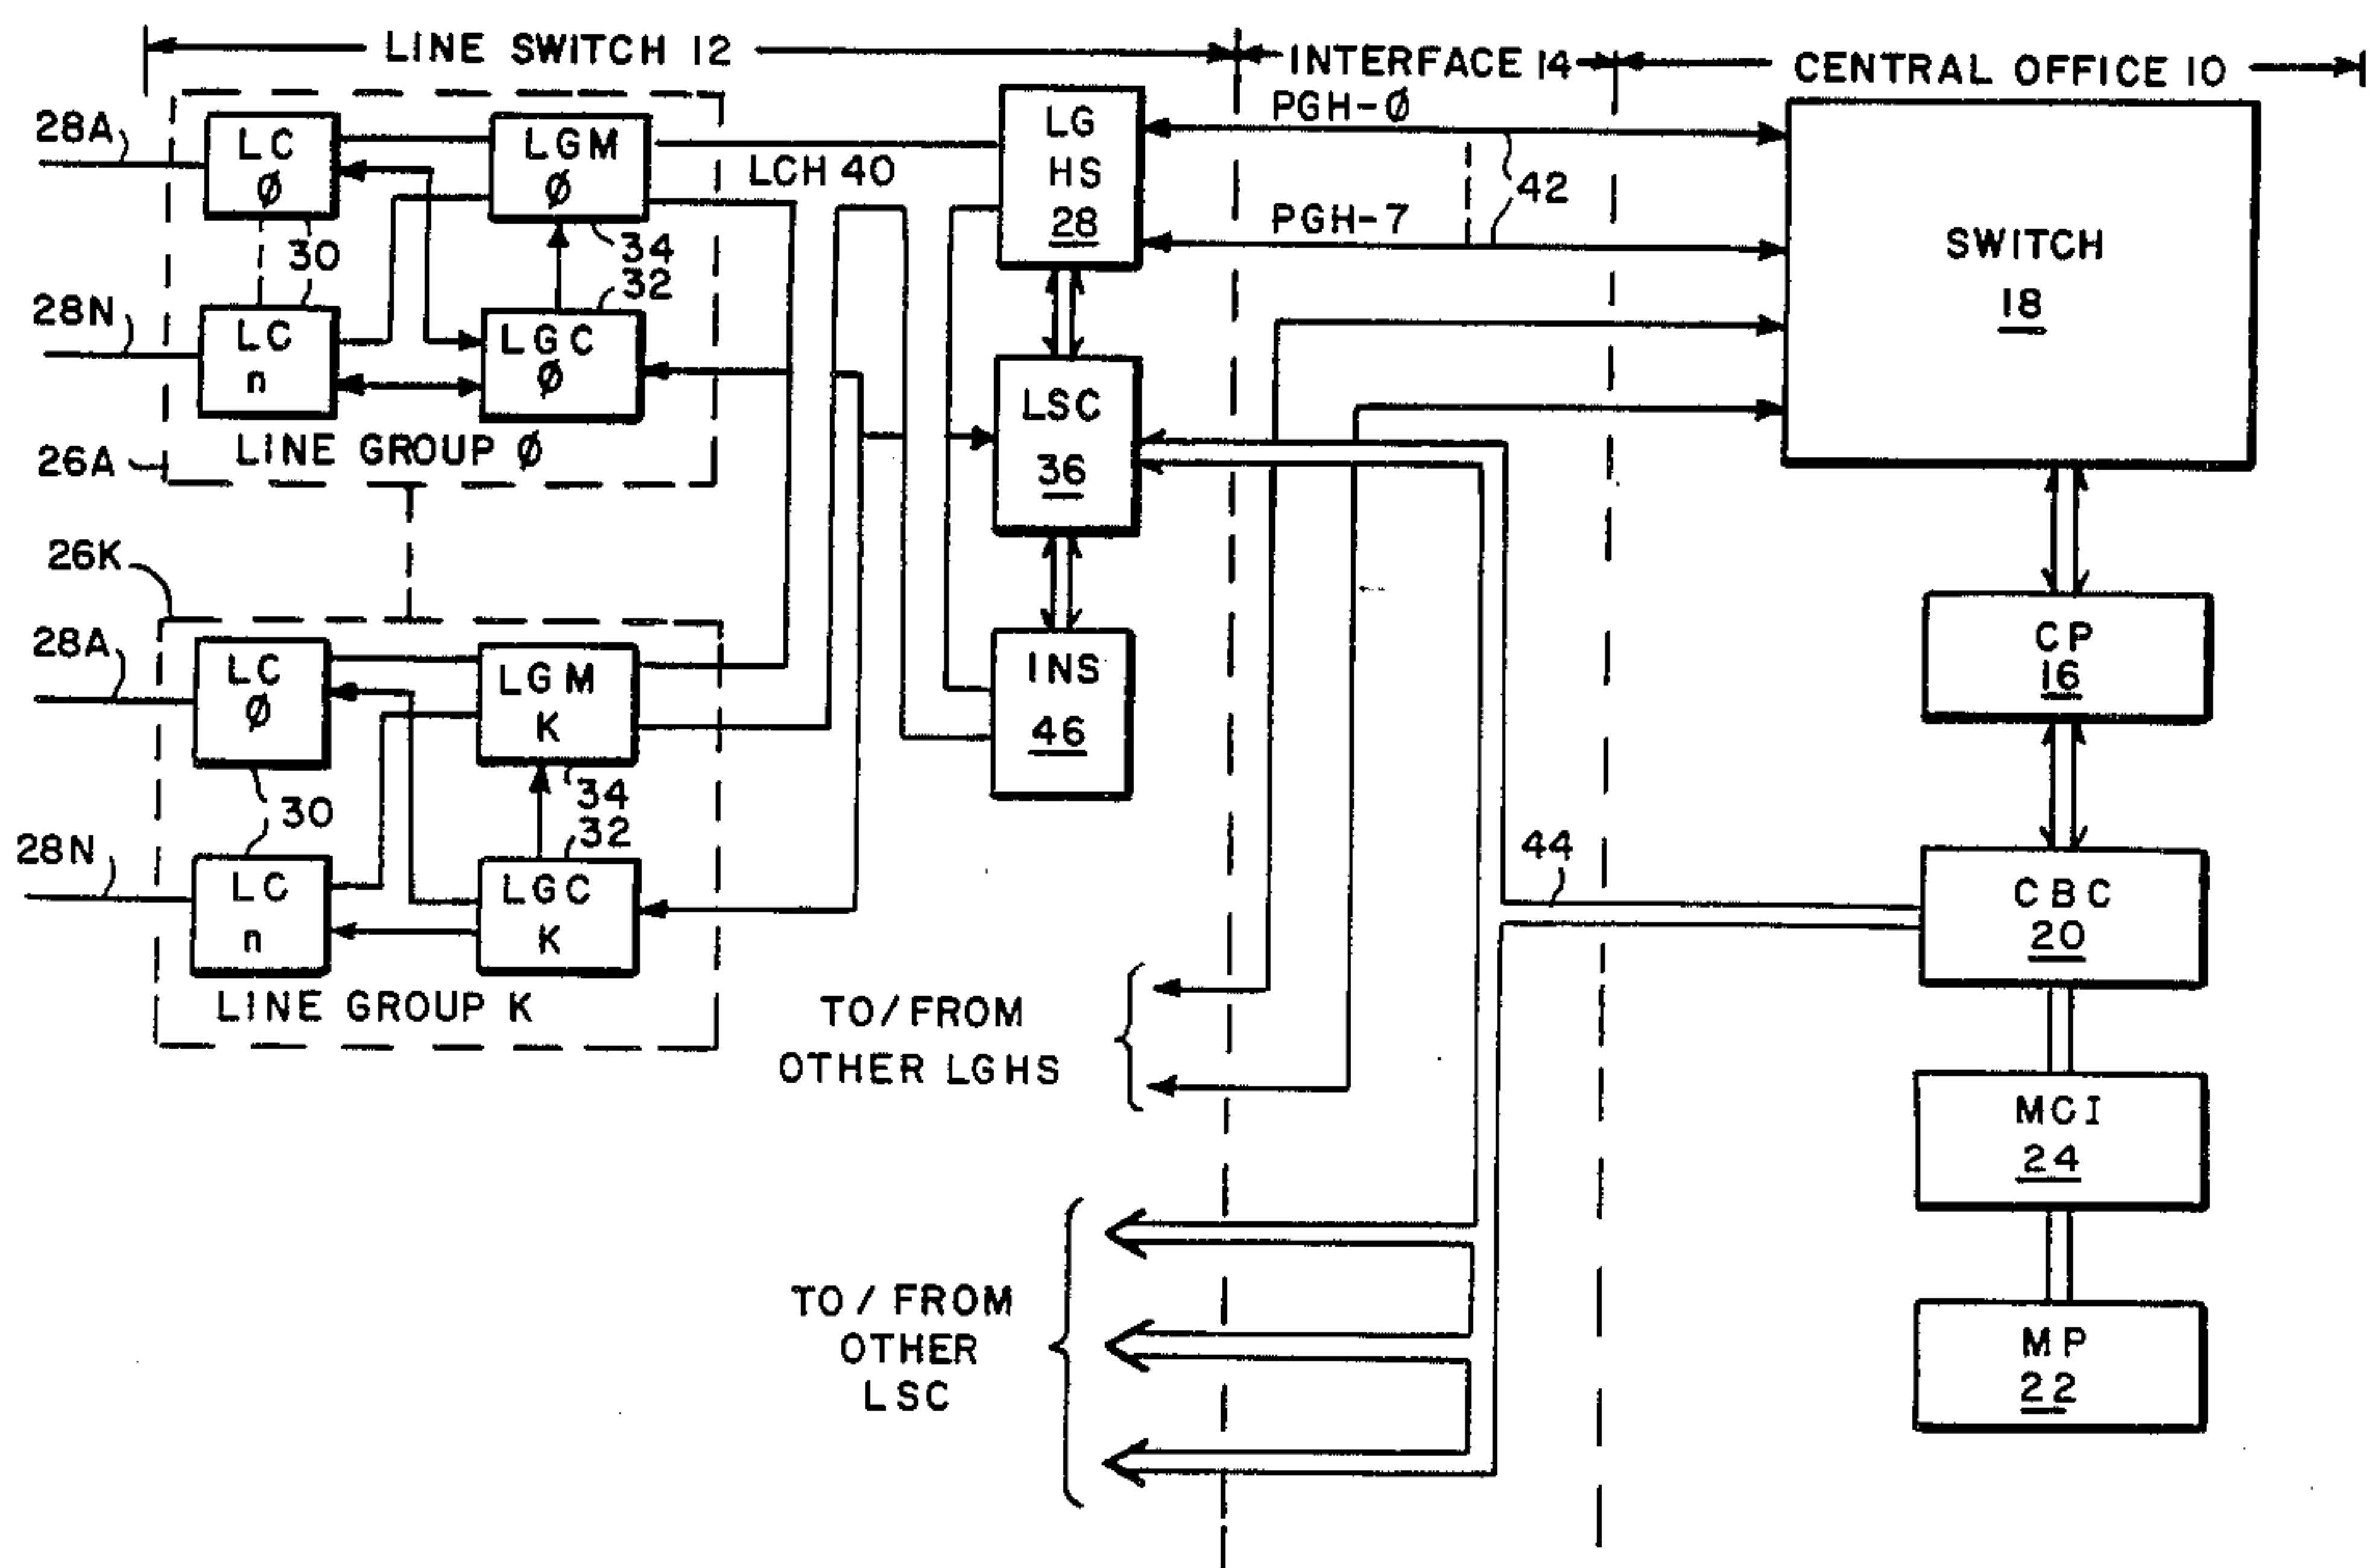 LINE SWITCH 12
INTERFACE 14
CENTRAL OFFICE 10
28A
LC
Ø
LGM
Ø
LCH 40
LG
HS
28
PGH-Ø
42
PGH-7
SWITCH
18
30
34
32
28N
LC
n
LGC
Ø
LINE GROUP Ø
26A
LSC
36
26K
28A
LC
Ø
LGM
K
INS
46
CP
16
30
34
32
28N
LC
n
LGC
K
LINE GROUP K
44
CBC
20
TO/FROM
OTHER LGHS
MCI
24
TO/FROM
OTHER
LSC
MP
22